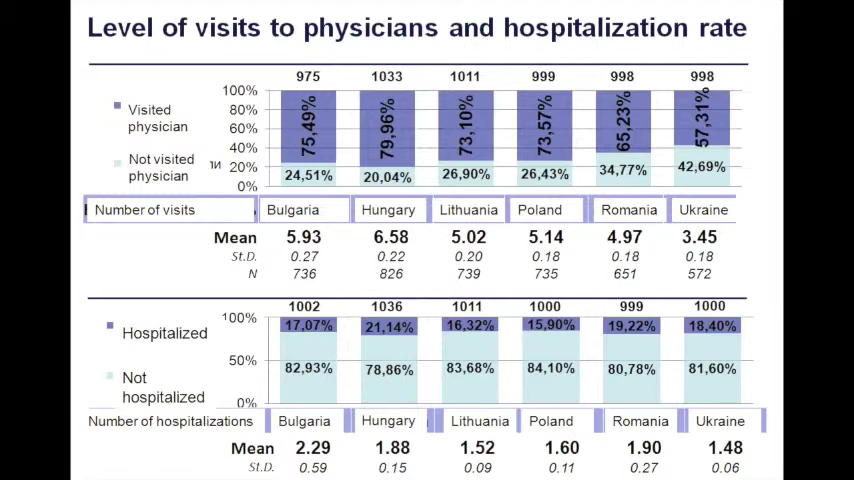 Level of visits to physicians and hospitalization rate
975 1033 1011 999 998 998
100%
80%
60%
40%
20%
0%
Visited physician
Not visited physician
ти
75,49% 79,96% 73,10% 73,57% 65,23% 57,31%
24,51% 20,04% 26,90% 26,43% 34,77% 42,69%
Number of visits Bulgaria Hungary Lithuania Poland Romania Ukraine
Mean 5.93 6.58 5.02 5.14 4.97 3.45
St.D. 0.27 0.22 0.20 0.18 0.18 0.18
N 736 826 739 735 651 572
1002 1036 1011 1000 999 1000
100%
50%
0%
Hospitalized
Not hospitalized
17,07% 21,14% 16,32% 15,90% 19,22% 18,40%
82,93% 78,86% 83,68% 84,10% 80,78% 81,60%
Number of hospitalizations Bulgaria Hungary Lithuania Poland Romania Ukraine
Mean 2.29 1.88 1.52 1.60 1.90 1.48
St.D. 0.59 0.15 0.09 0.11 0.27 0.06